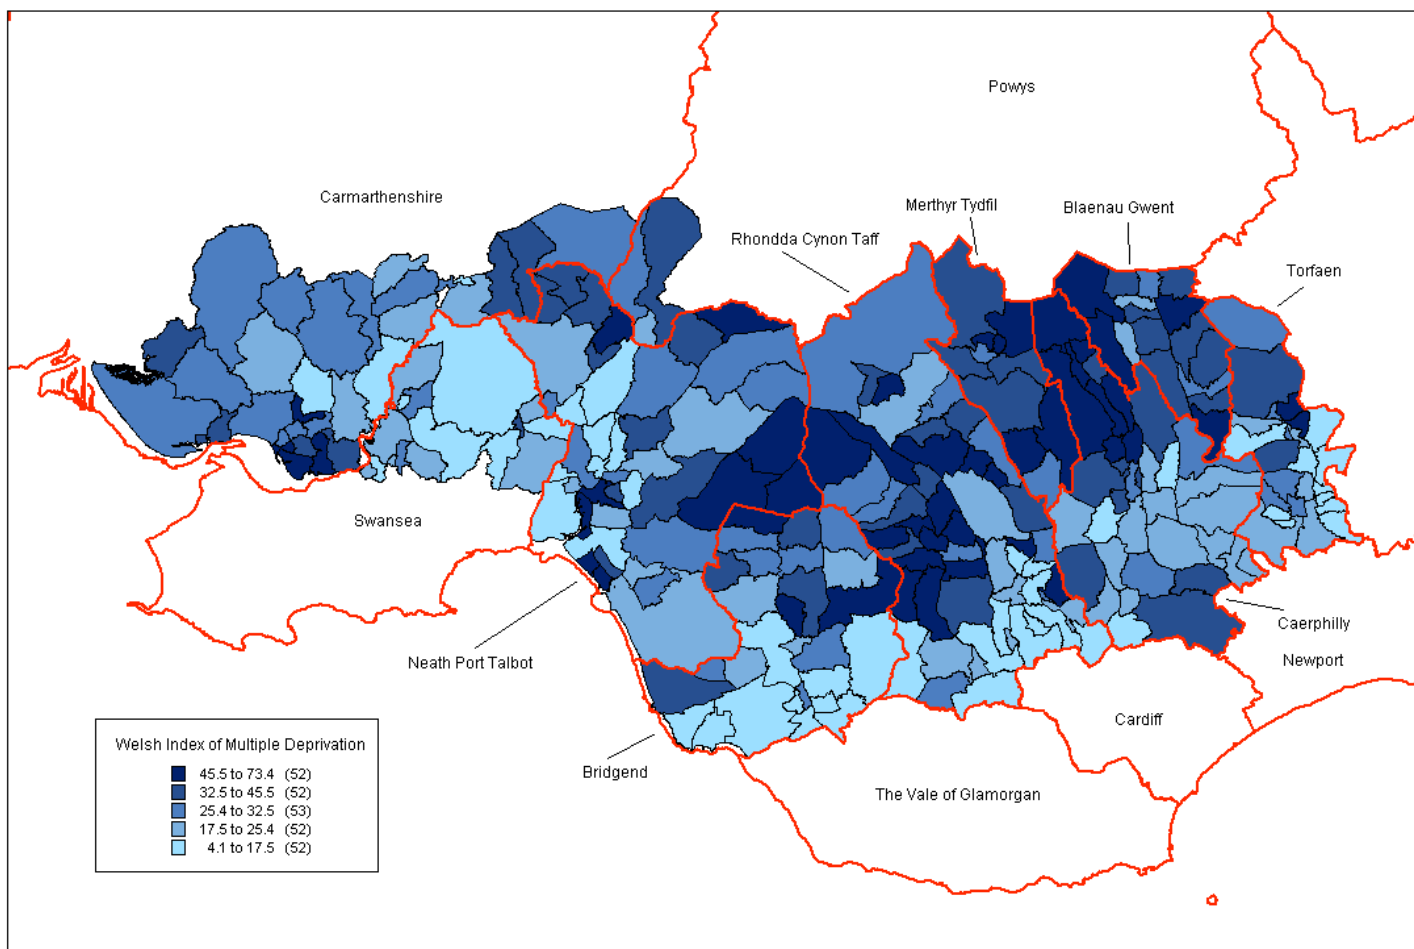 Powys
Carmarthenshire
Merthyr Tydfil
Blaenau Gwent
Rhondda Cynon Taff
Torfaen
Swansea
Caerphilly
Neath Port Talbot
Newport
Cardiff
Bridgend
The Vale of Glamorgan
Welsh Index of Multiple Deprivation
45.5 to 73.4 (52)
32.5 to 45.5 (52)
25.4 to 32.5 (53)
17.5 to 25.4 (52)
4.1 to 17.5 (52)